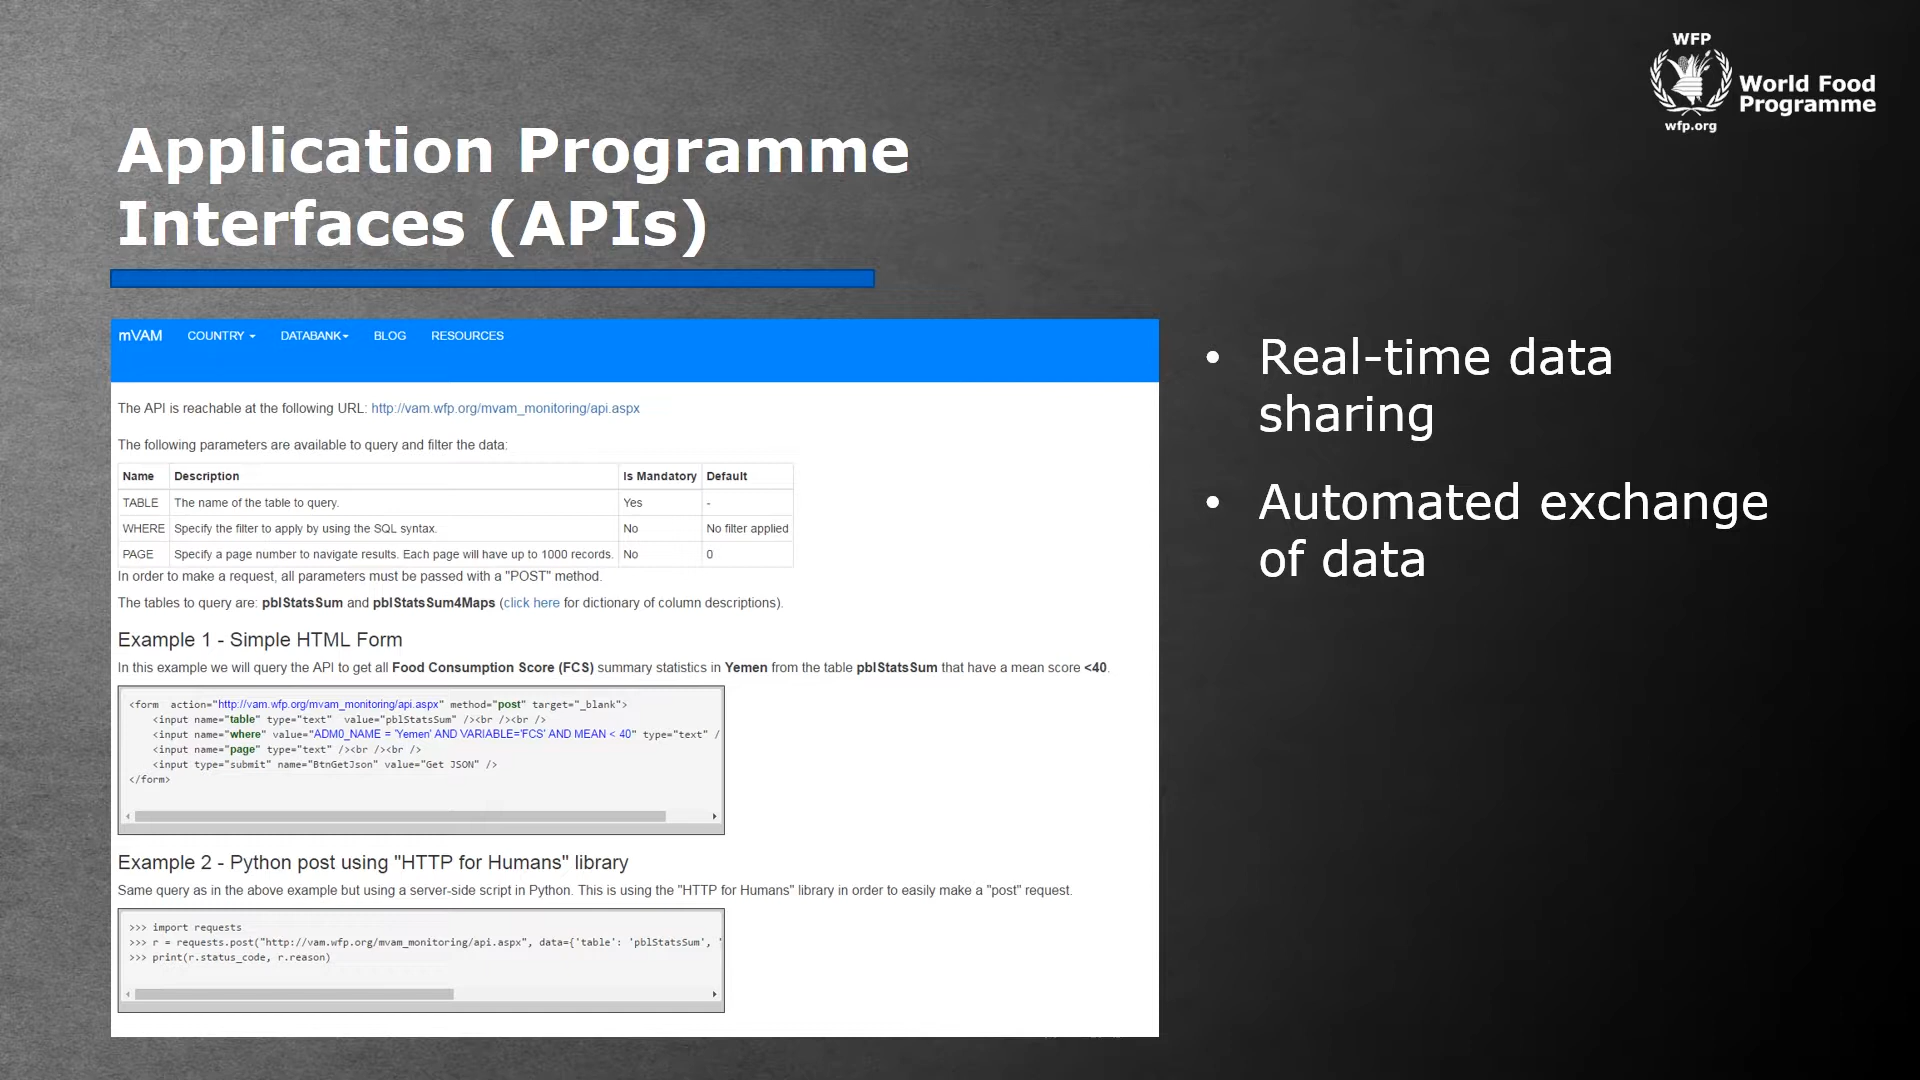 WFP
World Food
Programme
wfp.org
Application Programme
Interfaces (APIs)
mVAM COUNTRY DATABANK BLOG RESOURCES
The API is reachable at the following URL: http://vam.wfp.org/mvam_monitoring/api.aspx
The following parameters are available to query and filter the data:
Name Description Is Mandatory Default
TABLE The name of the table to query. Yes -
WHERE Specify the filter to apply by using the SQL syntax. No No filter applied
PAGE Specify a page number to navigate results. Each page will have up to 1000 records. No 0
In order to make a request, all parameters must be passed with a "POST" method.
The tables to query are: pblStatsSum and pblStatsSum4Maps (click here for dictionary of column descriptions).
Example 1 - Simple HTML Form
In this example we will query the API to get all Food Consumption Score (FCS) summary statistics in Yemen from the table pblStatsSum that have a mean score <40.
<form action="http://vam.wfp.org/mvam_monitoring/api.aspx" method="post" target="_blank">
<input name="table" type="text" value="pblStatsSum" /><br /><br />
<input name="where" value="ADM0_NAME = 'Yemen' AND VARIABLE='FCS' AND MEAN < 40" type="text" /
<input name="page" type="text" /><br /><br />
<input type="submit" name="BtnGetJson" value="Get JSON" />
</form>
Example 2 - Python post using "HTTP for Humans" library
Same query as in the above example but using a server-side script in Python. This is using the "HTTP for Humans" library in order to easily make a "post" request.
>>> import requests
>>> r = requests.post("http://vam.wfp.org/mvam_monitoring/api.aspx", data={'table': 'pblStatsSum', '
>>> print(r.status_code, r.reason)
• Real-time data
sharing
• Automated exchange
of data